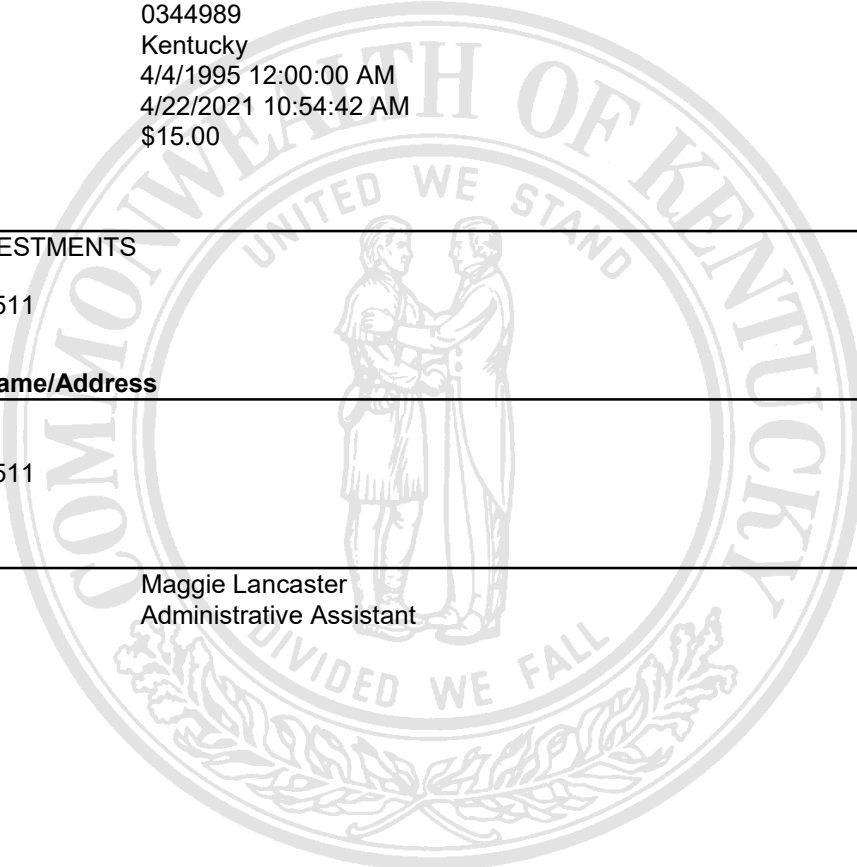 0344989
Kentucky
4/4/1995 12:00:00 AM
4/22/2021 10:54:42 AM
$15.00
COMMONWEALTH OF KENTUCKY
UNITED WE STAND
ESTMENTS
511
ame/Address
511
Maggie Lancaster
Administrative Assistant
DIVIDED WE FALL